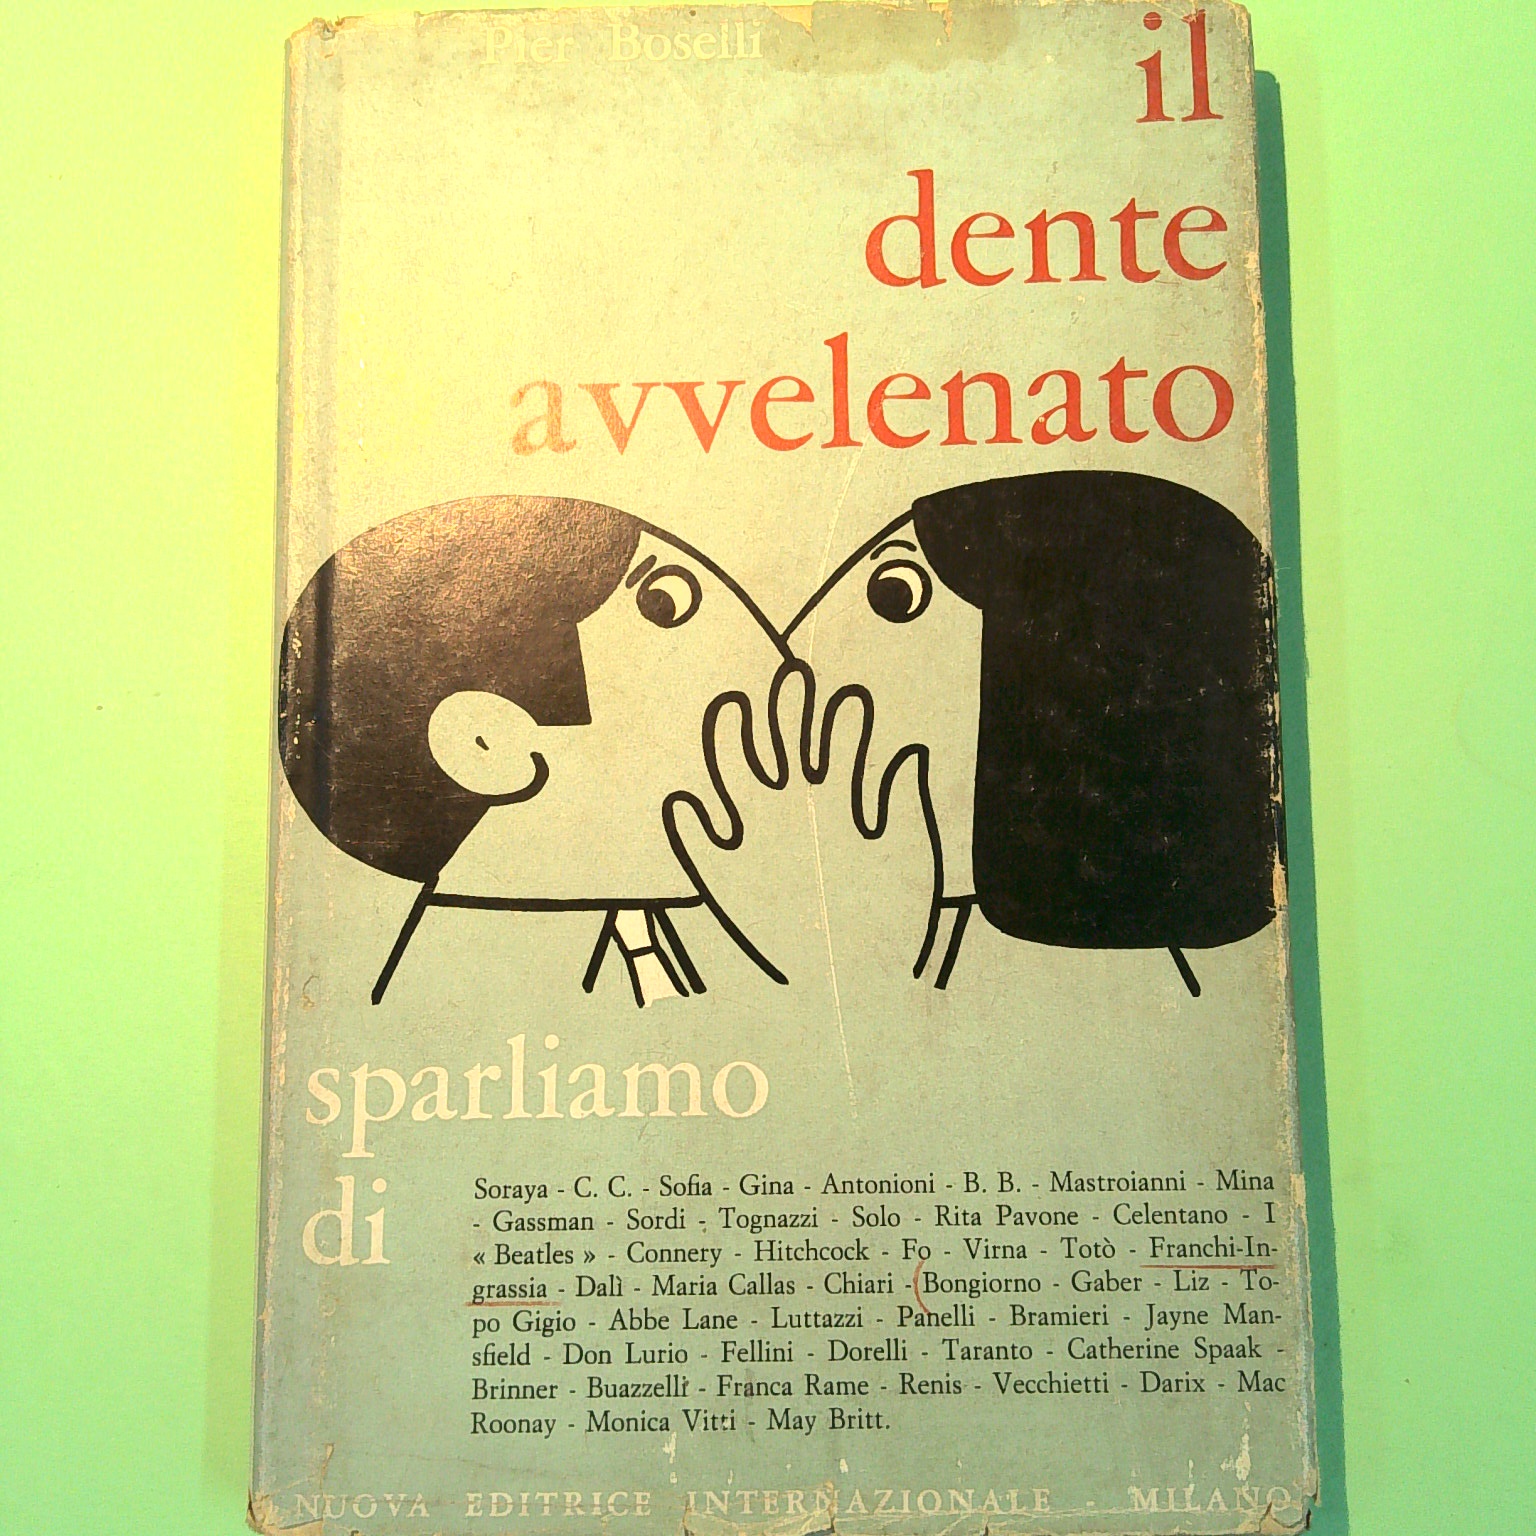 Pier Boselli
il
dente
avvelenato
sparliamo
di
Soraya - C. C. - Sofia - Gina - Antonioni - B. B. - Mastroianni - Mina
- Gassman - Sordi - Tognazzi - Solo - Rita Pavone - Celentano - I
« Beatles » - Connery - Hitchcock - Fo - Virna - Totò - Franchi-In-
grassia - Dalì - Maria Callas - Chiari - Bongiorno - Gaber - Liz - To-
po Gigio - Abbe Lane - Luttazzi - Panelli - Bramieri - Jayne Man-
sfield - Don Lurio - Fellini - Dorelli - Taranto - Catherine Spaak -
Brinner - Buazzelli - Franca Rame - Renis - Vecchietti - Darix - Mac
Roonay - Monica Vitti - May Britt.
NUOVA EDITRICE INTERNAZIONALE - MILANO